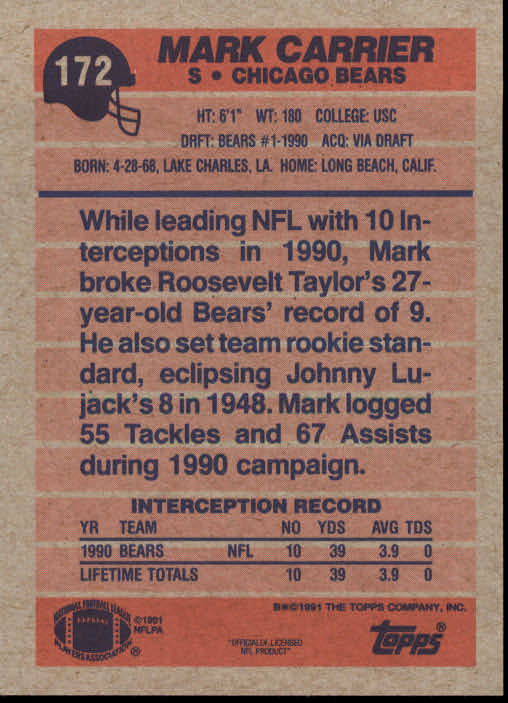 172
MARK CARRIER
S • CHICAGO BEARS
HT: 6'1" WT: 180 COLLEGE: USC
DRFT: BEARS #1-1990 ACQ: VIA DRAFT
BORN: 4-28-68, LAKE CHARLES, LA. HOME: LONG BEACH, CALIF.
While leading NFL with 10 In-
terceptions in 1990, Mark
broke Roosevelt Taylor's 27-
year-old Bears' record of 9.
He also set team rookie stan-
dard, eclipsing Johnny Lu-
jack's 8 in 1948. Mark logged
55 Tackles and 67 Assists
during 1990 campaign.
INTERCEPTION RECORD
YR TEAM NO YDS AVG TDS
1990 BEARS NFL 10 39 3.9 0
LIFETIME TOTALS 10 39 3.9 0
B®©1991 THE TOPPS COMPANY, INC.
NATIONAL FOOTBALL LEAGUE
PLAYERS ASSOCIATION®
©1991
NFLPA
"OFFICIALLY LICENSED
NFL PRODUCT"
topps®